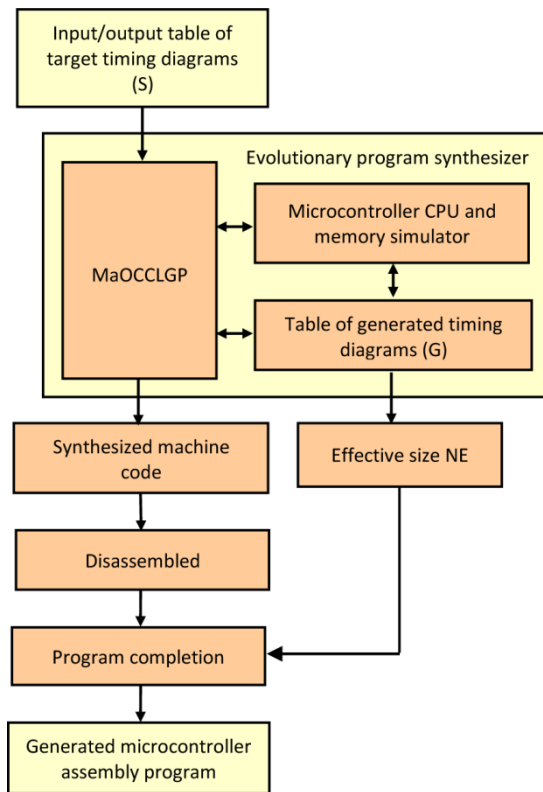 Input/output table of
target timing diagrams
(S)
Evolutionary program synthesizer
MaOCCLGP
Microcontroller CPU and
memory simulator
Table of generated timing
diagrams (G)
Synthesized machine
code
Effective size NE
Disassembled
Program completion
Generated microcontroller
assembly program